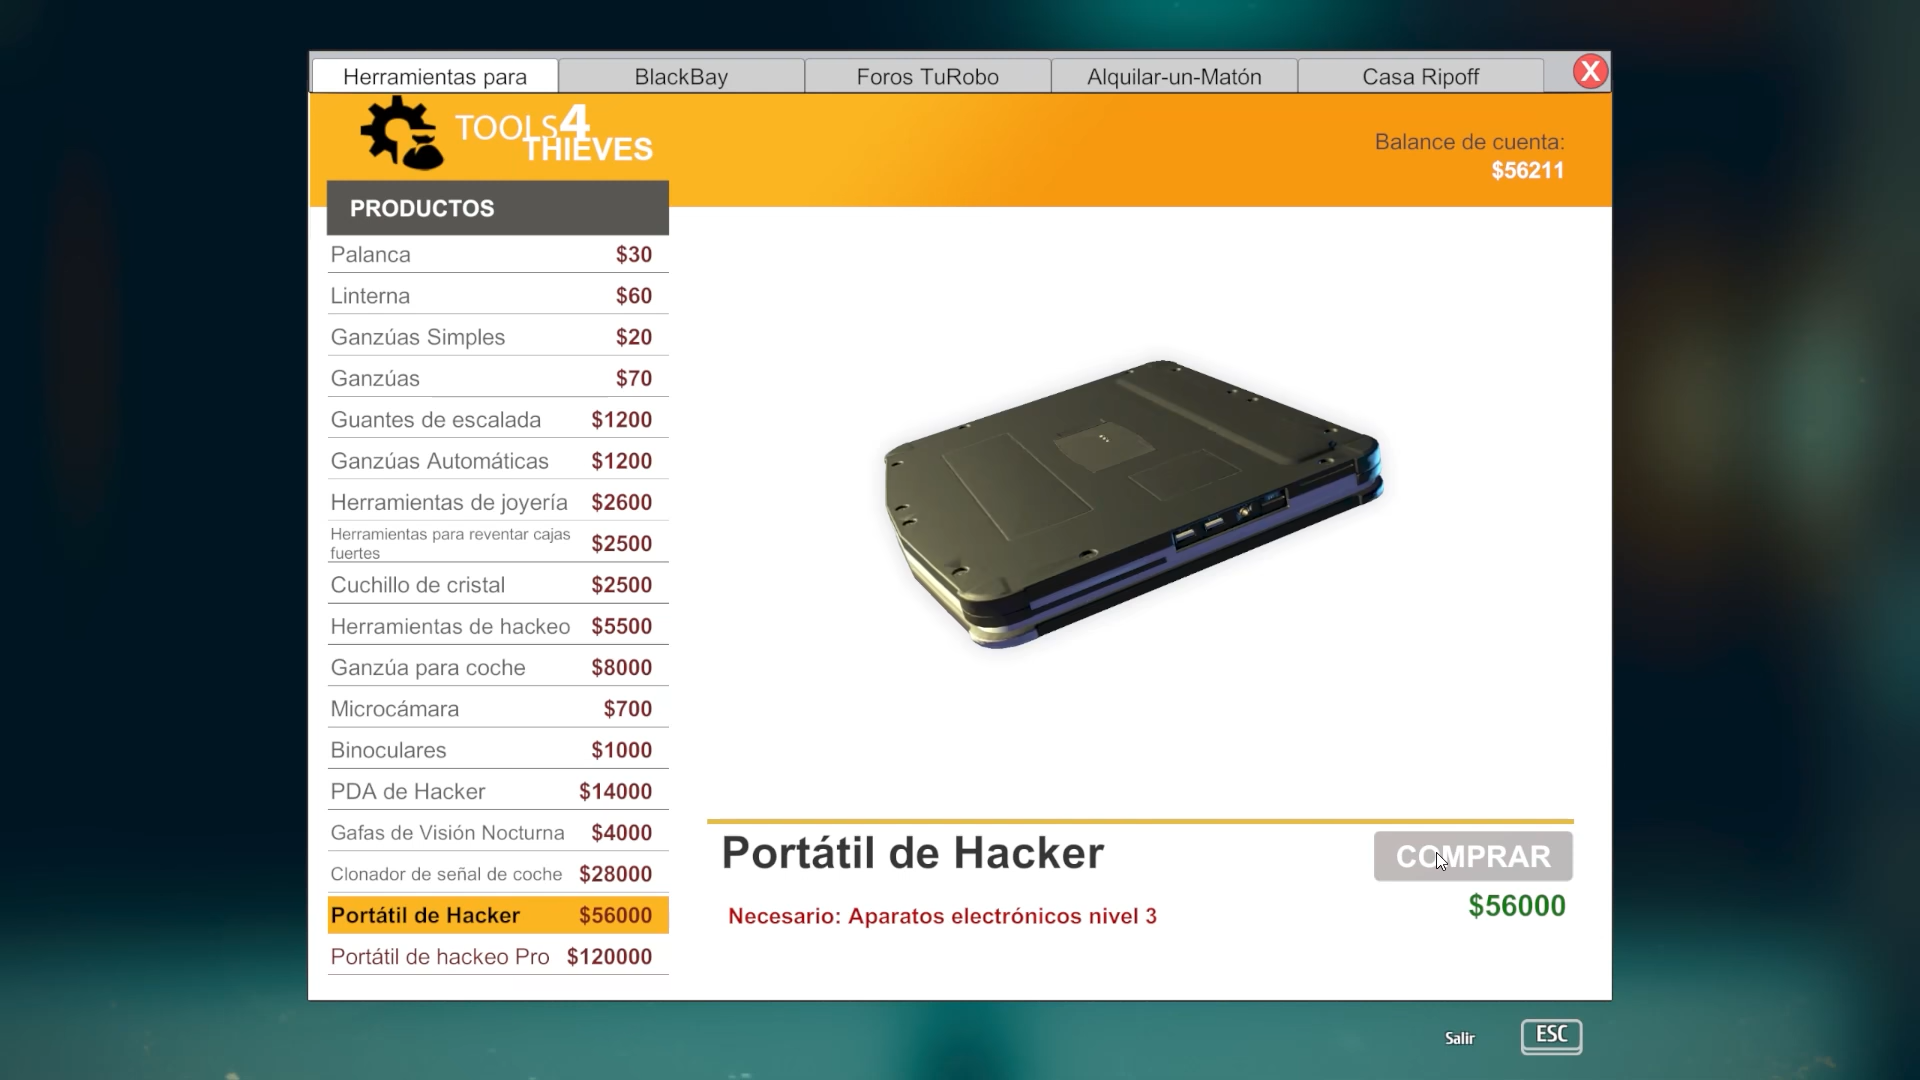 Herramientas para
BlackBay
Foros TuRobo
Alquilar-un-Matón
Casa Ripoff
X
TOOLS4
THIEVES
Balance de cuenta:
$56211
PRODUCTOS
Palanca $30
Linterna $60
Ganzúas Simples $20
Ganzúas $70
Guantes de escalada $1200
Ganzúas Automáticas $1200
Herramientas de joyería $2600
Herramientas para reventar cajas
fuertes $2500
Cuchillo de cristal $2500
Herramientas de hackeo $5500
Ganzúa para coche $8000
Microcámara $700
Binoculares $1000
PDA de Hacker $14000
Gafas de Visión Nocturna $4000
Clonador de señal de coche $28000
Portátil de Hacker $56000
Portátil de hackeo Pro $120000
Portátil de Hacker
COMPRAR
Necesario: Aparatos electrónicos nivel 3
$56000
Salir ESC